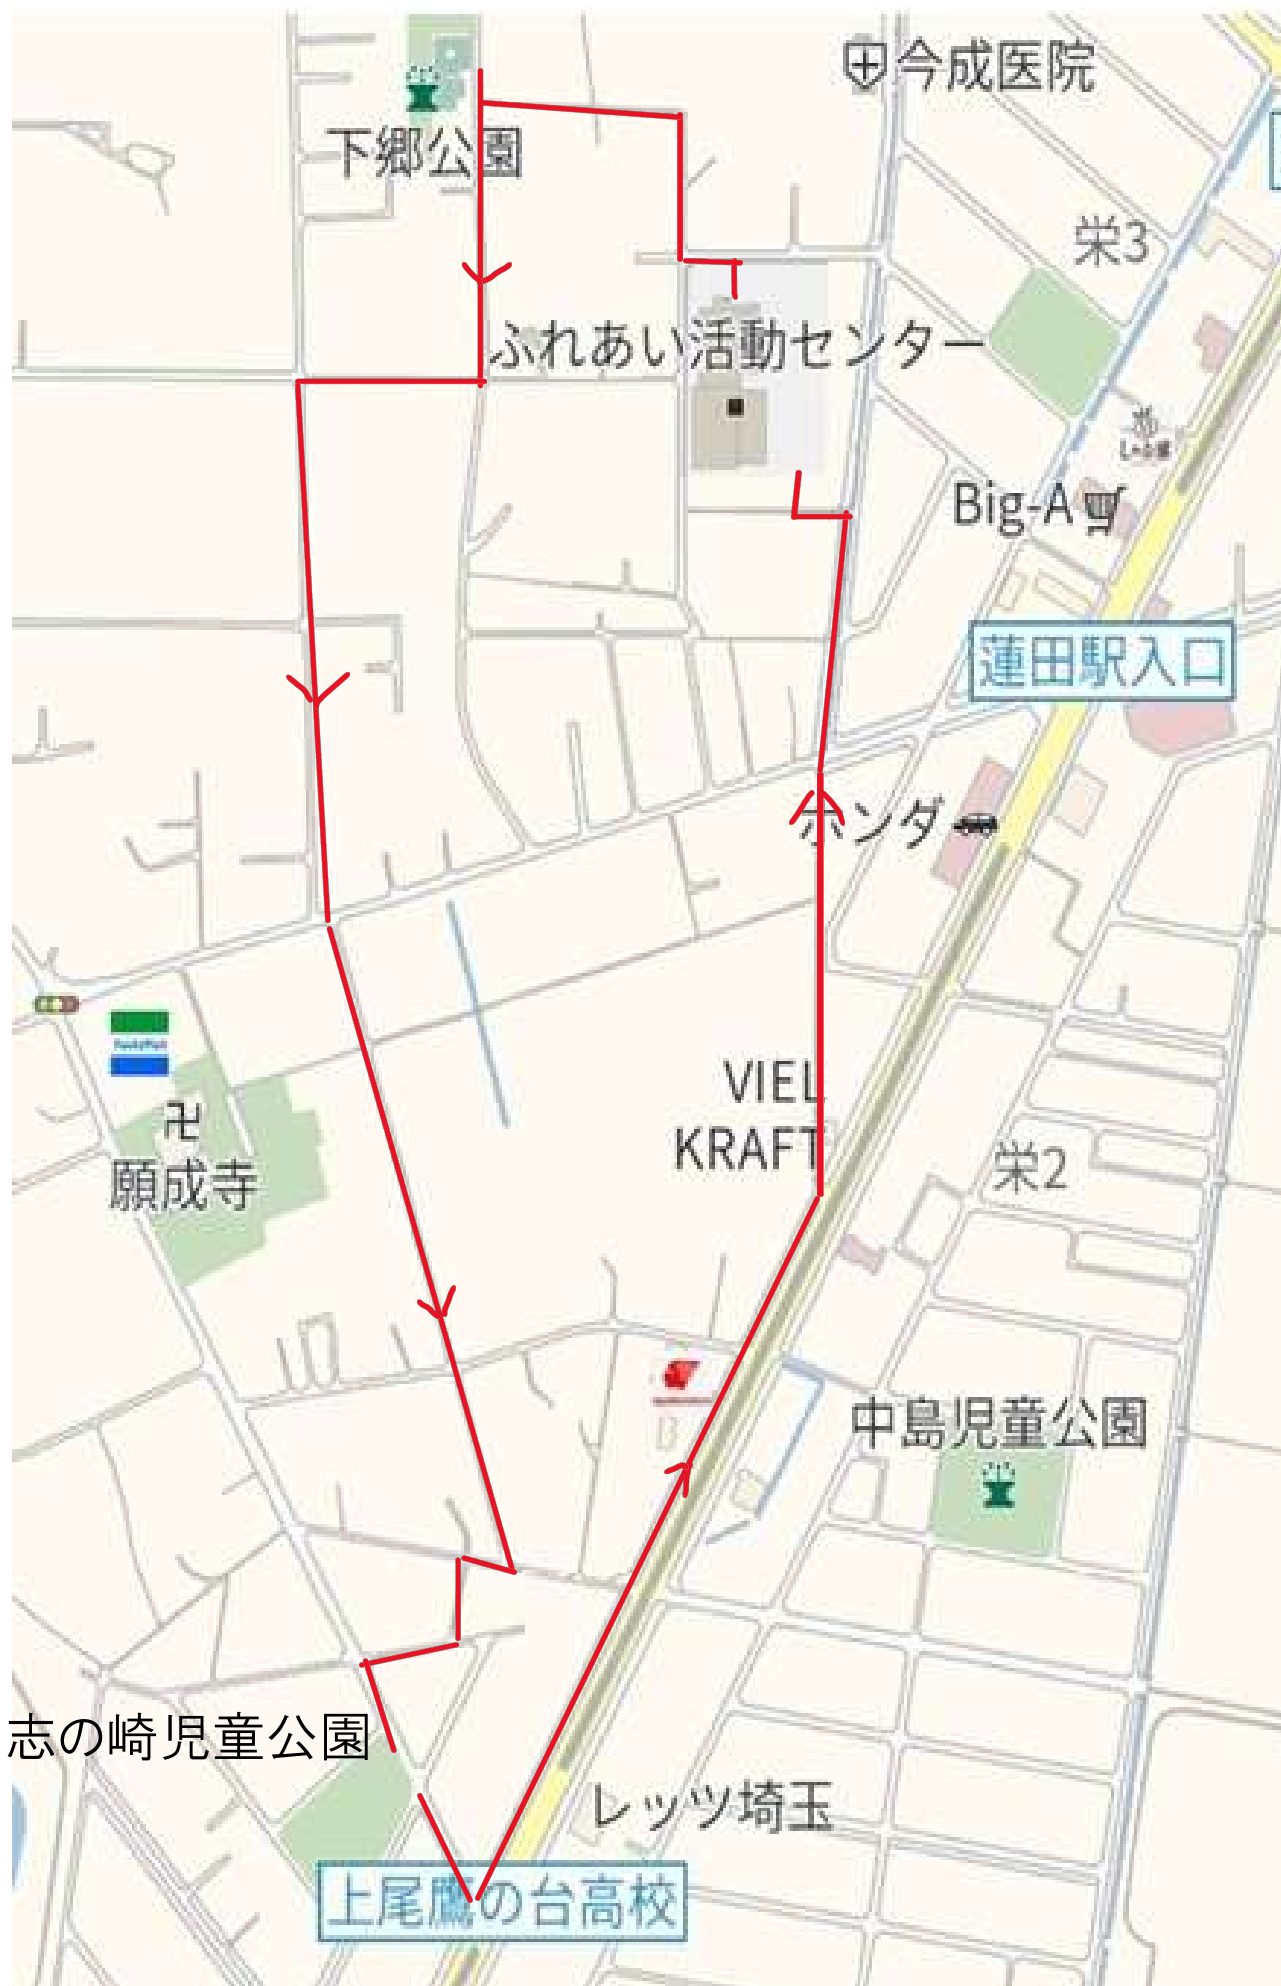 今成医院
下郷公園
栄3
ふれあい活動センター
Big-A
蓮田駅入口
ホンダ
FamilyMart
VIEL
KRAFT
卍
願成寺
栄2
中島児童公園
志の崎児童公園
レッツ埼玉
上尾鷹の台高校